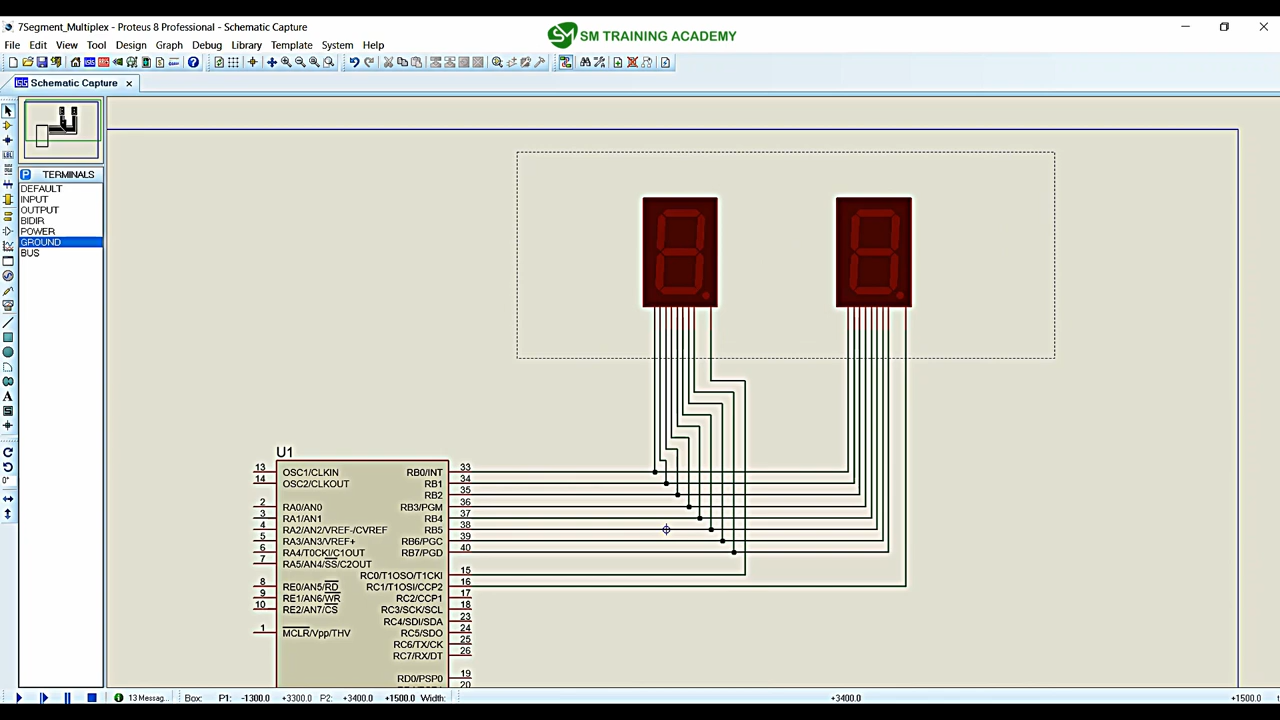 7Segment_Multiplex - Proteus 8 Professional - Schematic Capture
SM TRAINING ACADEMY
File Edit View Tool Design Graph Debug Library Template System Help
Schematic Capture
TERMINALS
DEFAULT
INPUT
OUTPUT
BIDIR
POWER
GROUND
BUS
U1
13 OSC1/CLKIN RB0/INT 33
14 OSC2/CLKOUT RB1 34
RB2 35
2 RA0/AN0 RB3/PGM 36
3 RA1/AN1 RB4 37
4 RA2/AN2/VREF-/CVREF RB5 38
5 RA3/AN3/VREF+ RB6/PGC 39
6 RA4/T0CKI/C1OUT RB7/PGD 40
7 RA5/AN4/SS/C2OUT
RC0/T1OSO/T1CKI 15
8 RE0/AN5/RD RC1/T1OSI/CCP2 16
9 RE1/AN6/WR RC2/CCP1 17
10 RE2/AN7/CS RC3/SCK/SCL 18
RC4/SDI/SDA 23
1 MCLR/Vpp/THV RC5/SDO 24
RC6/TX/CK 25
RC7/RX/DT 26
RD0/PSP0 19
20
13 Messag... Box: P1: -1300.0 +3300.0 P2: +3400.0 +1500.0 Width: +3400.0 +1500.0